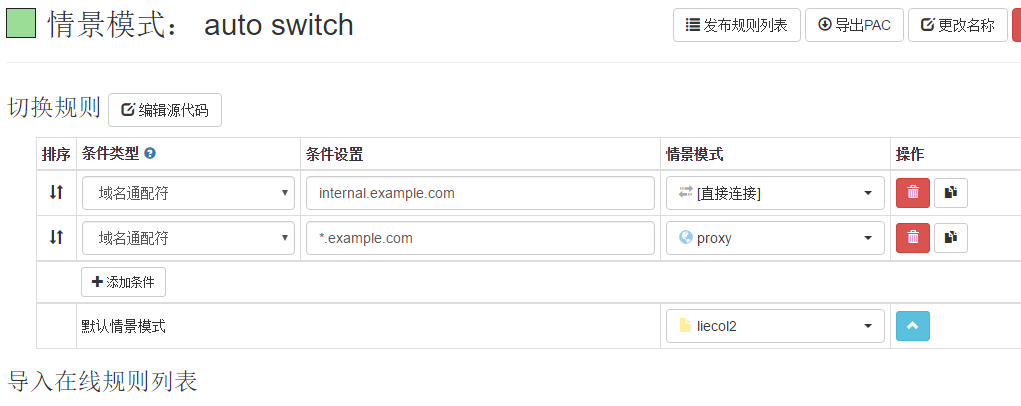 情景模式： auto switch
发布规则列表 导出PAC 更改名称
切换规则 编辑源代码
排序 条件类型 条件设置 情景模式 操作
域名通配符 internal.example.com [直接连接]
域名通配符 *.example.com proxy
添加条件
默认情景模式 liecol2
导入在线规则列表